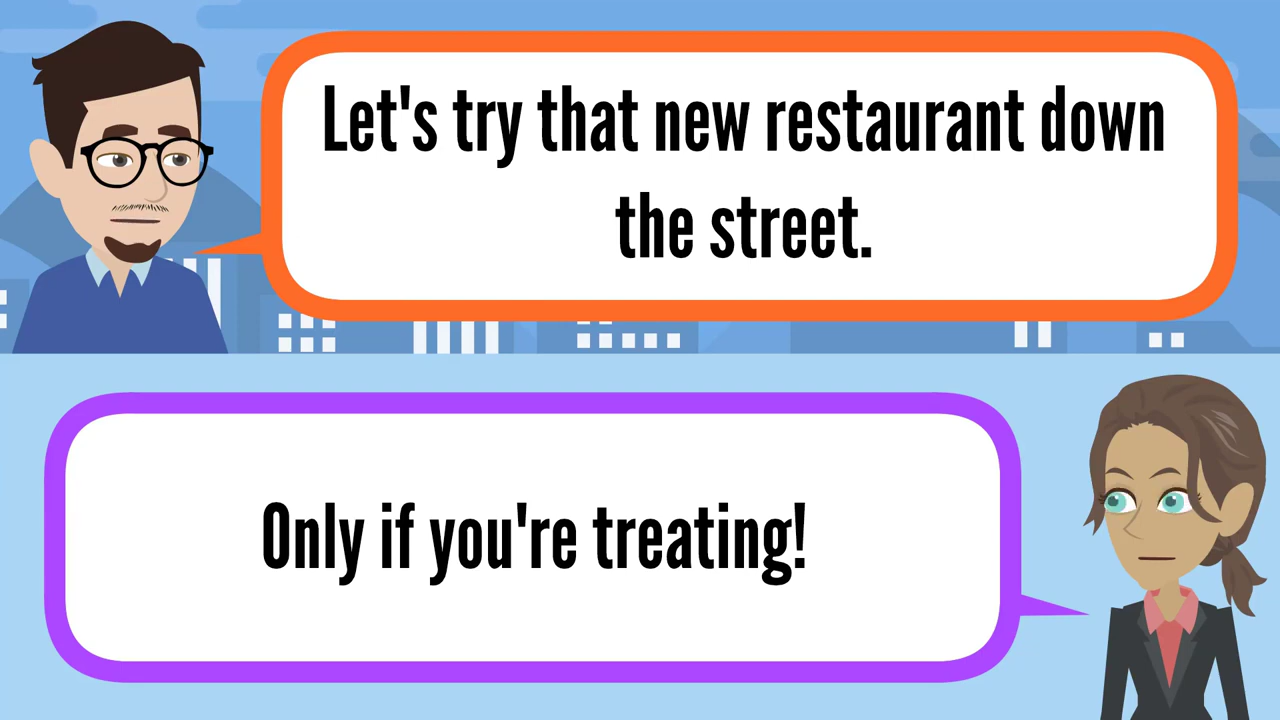 Let's try that new restaurant down
the street.
Only if you're treating!